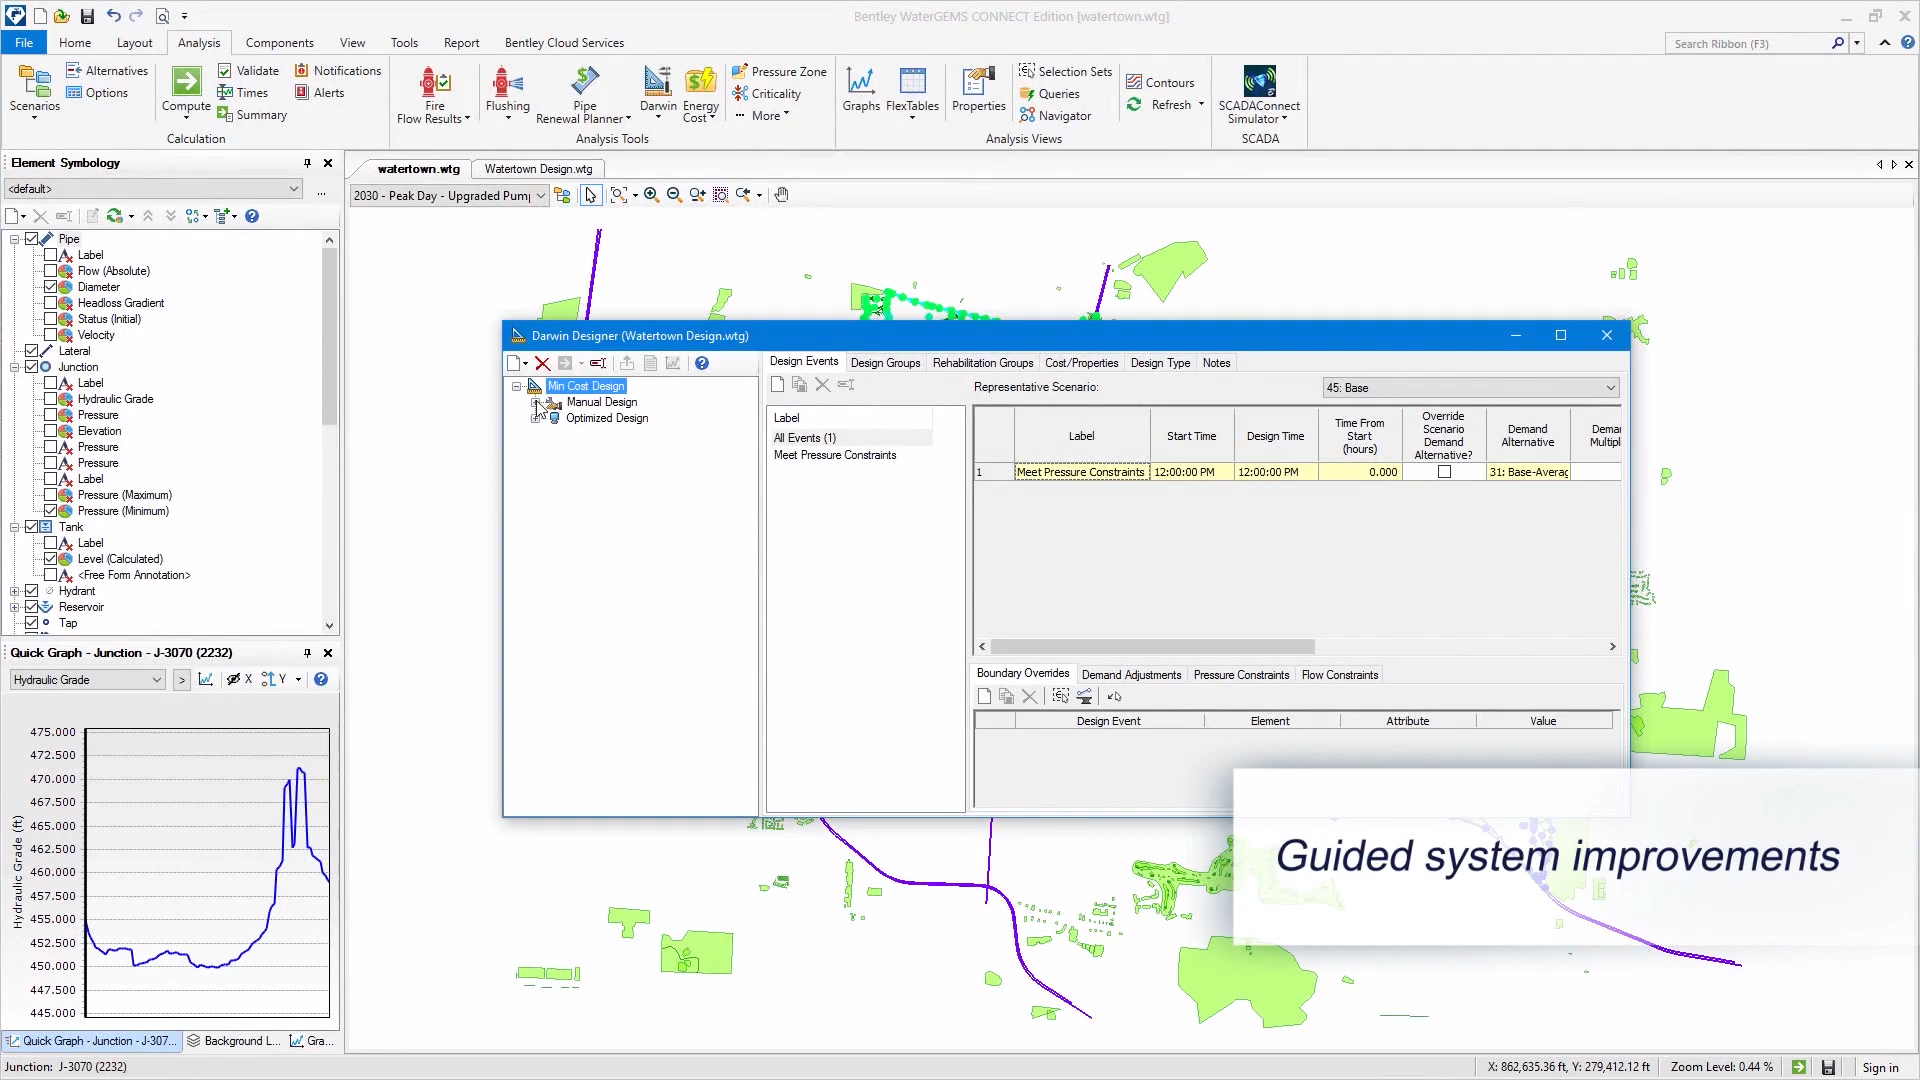 Bentley WaterGEMS CONNECT Edition [watertown.wtg]
File Home Layout Analysis Components View Tools Report Bentley Cloud Services
Search Ribbon (F3)
Scenarios
Alternatives
Options
Compute
Validate
Times
Summary
Notifications
Alerts
Calculation
Fire
Flow Results
Flushing
Pipe
Renewal Planner
Darwin
Energy
Cost
Pressure Zone
Criticality
More
Analysis Tools
Graphs
FlexTables
Properties
Selection Sets
Queries
Navigator
Contours
Refresh
Analysis Views
SCADAConnect
Simulator
SCADA
Element Symbology
<default>
Pipe
Label
Flow (Absolute)
Diameter
Headloss Gradient
Status (Initial)
Velocity
Lateral
Junction
Label
Hydraulic Grade
Pressure
Elevation
Pressure
Pressure
Label
Pressure (Maximum)
Pressure (Minimum)
Tank
Label
Level (Calculated)
<Free Form Annotation>
Hydrant
Reservoir
Tap
Quick Graph - Junction - J-3070 (2232)
Hydraulic Grade
> X Y
Hydraulic Grade (ft)
475.000
472.500
470.000
467.500
465.000
462.500
460.000
457.500
455.000
452.500
450.000
447.500
445.000
Quick Graph - Junction - J-307...
Background L...
Gra...
watertown.wtg
Watertown Design.wtg
2030 - Peak Day - Upgraded Pump
Darwin Designer (Watertown Design.wtg)
Min Cost Design
Manual Design
Optimized Design
Design Events Design Groups Rehabilitation Groups Cost/Properties Design Type Notes
Label
All Events (1)
Meet Pressure Constraints
Representative Scenario:
45: Base
Label
Start Time
Design Time
Time From
Start
(hours)
Override
Scenario
Demand
Alternative?
Demand
Alternative
Demar
Multipl
1 Meet Pressure Constraints 12:00:00 PM 12:00:00 PM 0.000 31: Base-Averag
Boundary Overrides Demand Adjustments Pressure Constraints Flow Constraints
Design Event Element Attribute Value
Guided system improvements
Junction: J-3070 (2232)
X: 862,635.36 ft, Y: 279,412.12 ft
Zoom Level: 0.44 %
Sign in